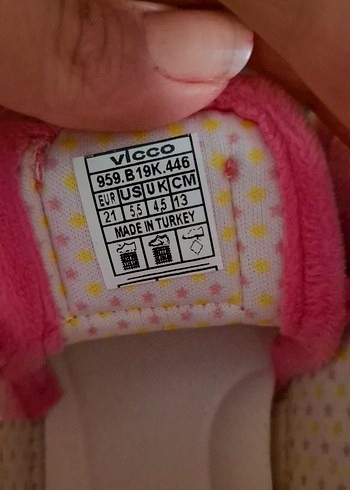 vicco
959.B19K.446
EUR US UK CM
21 5,5 4,5 13
MADE IN TURKEY